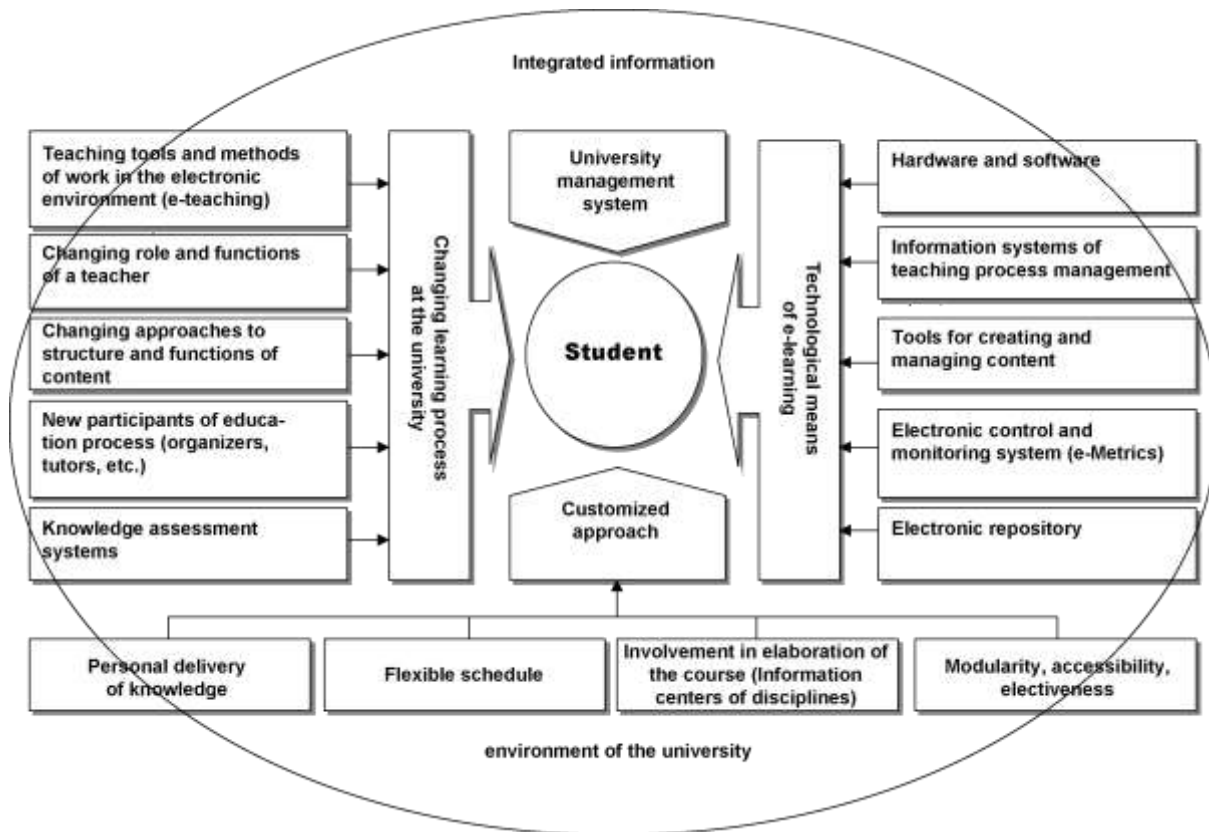 Integrated information
Teaching tools and methods
of work in the electronic
environment (e-teaching)
Changing role and functions
of a teacher
Changing approaches to
structure and functions of
content
New participants of educa-
tion process (organizers,
tutors, etc.)
Knowledge assessment
systems
Changing learning process
at the university
University
management
system
Student
Customized
approach
Technological means
of e-learning
Hardware and software
Information systems of
teaching process management
Tools for creating and
managing content
Electronic control and
monitoring system (e-Metrics)
Electronic repository
Personal delivery
of knowledge
Flexible schedule
Involvement in elaboration of
the course (Information
centers of disciplines)
Modularity, accessibility,
electiveness
environment of the university